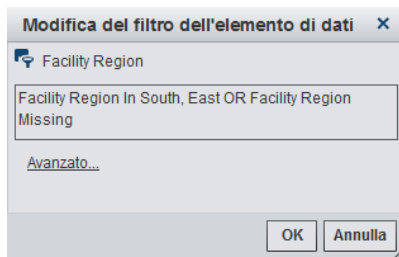 Modifica del filtro dell'elemento di dati
Facility Region
Facility Region In South, East OR Facility Region
Missing
Avanzato...
OK Annulla